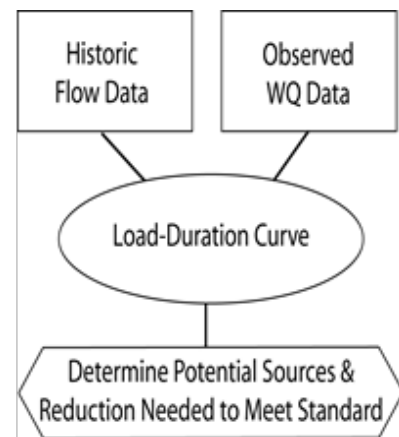 Historic
Flow Data
Observed
WQ Data
Load-Duration Curve
Determine Potential Sources &
Reduction Needed to Meet Standard